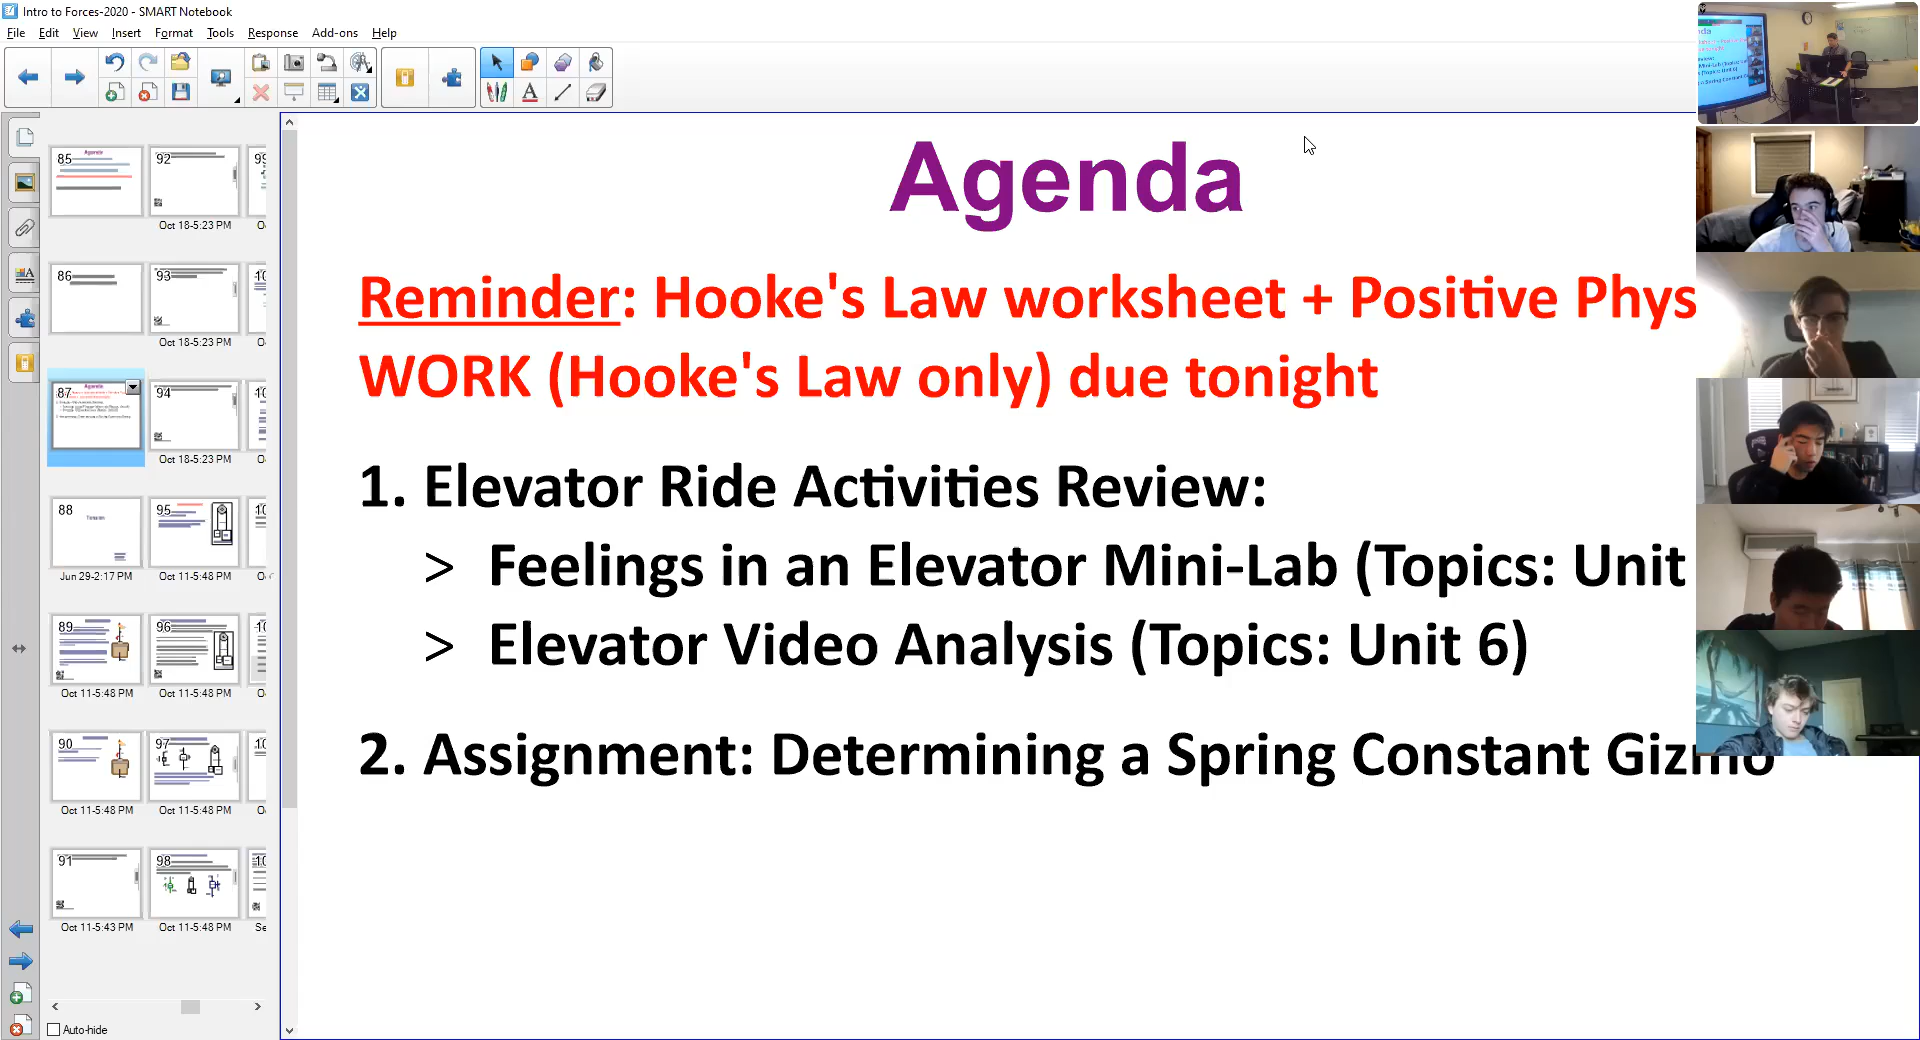 Intro to Forces-2020 - SMART Notebook
File Edit View Insert Format Tools Response Add-ons Help
Agenda
Reminder: Hooke's Law worksheet + Positive Phys
WORK (Hooke's Law only) due tonight
1. Elevator Ride Activities Review:
> Feelings in an Elevator Mini-Lab (Topics: Unit
> Elevator Video Analysis (Topics: Unit 6)
2. Assignment: Determining a Spring Constant Gizmo
85 92 99
Agenda
Oct 18-5:23 PM
86 93
Oct 18-5:23 PM
87 94
Agenda
Oct 18-5:23 PM
88 95
Tension
Jun 29-2:17 PM Oct 11-5:48 PM
89 96
Oct 11-5:48 PM Oct 11-5:48 PM
90 97
Oct 11-5:48 PM Oct 11-5:48 PM
91 98
Oct 11-5:43 PM Oct 11-5:48 PM Se
Auto-hide